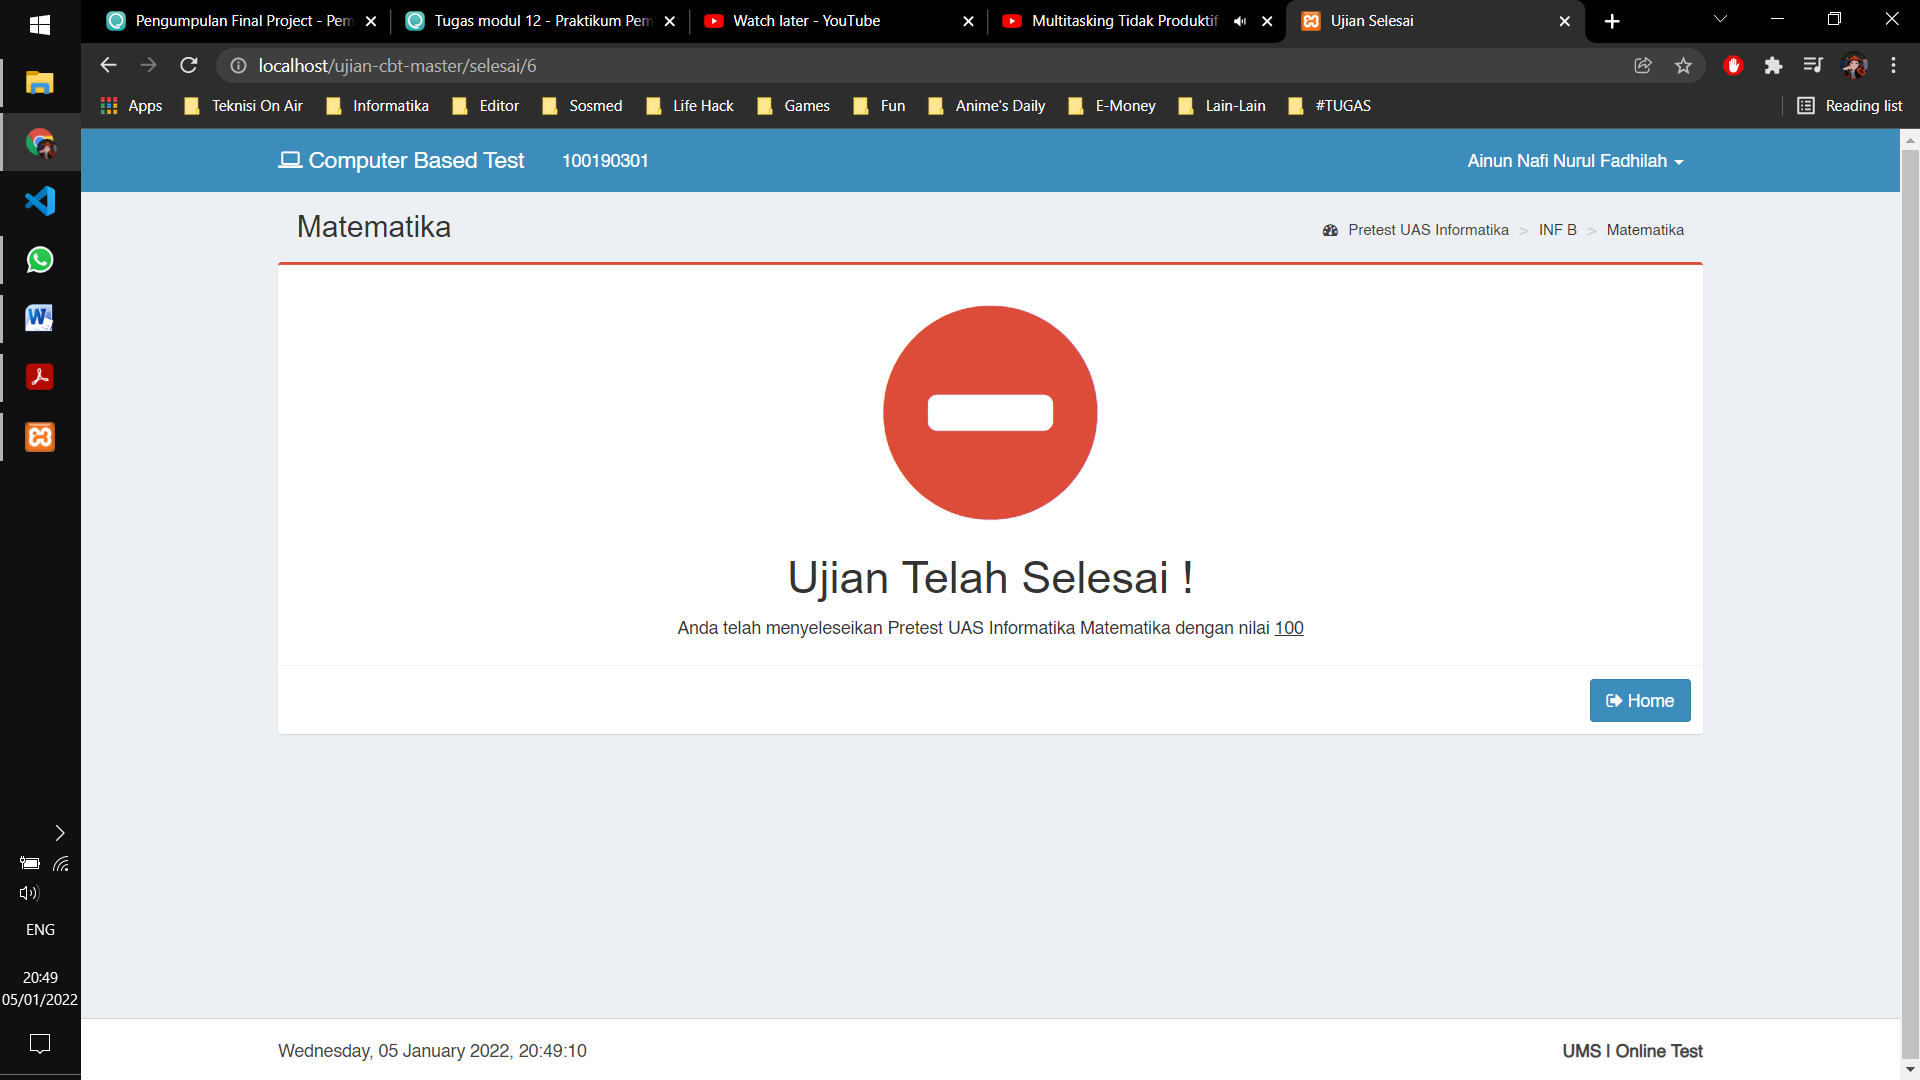 Pengumpulan Final Project - Pem
Tugas modul 12 - Praktikum Pem
Watch later - YouTube
Multitasking Tidak Produktif
Ujian Selesai
localhost/ujian-cbt-master/selesai/6
Apps
Teknisi On Air
Informatika
Editor
Sosmed
Life Hack
Games
Fun
Anime's Daily
E-Money
Lain-Lain
#TUGAS
Reading list
Computer Based Test
100190301
Ainun Nafi Nurul Fadhilah
Matematika
Pretest UAS Informatika > INF B > Matematika
Ujian Telah Selesai !
Anda telah menyeleseikan Pretest UAS Informatika Matematika dengan nilai 100
Home
ENG
20:49
05/01/2022
Wednesday, 05 January 2022, 20:49:10
UMS | Online Test